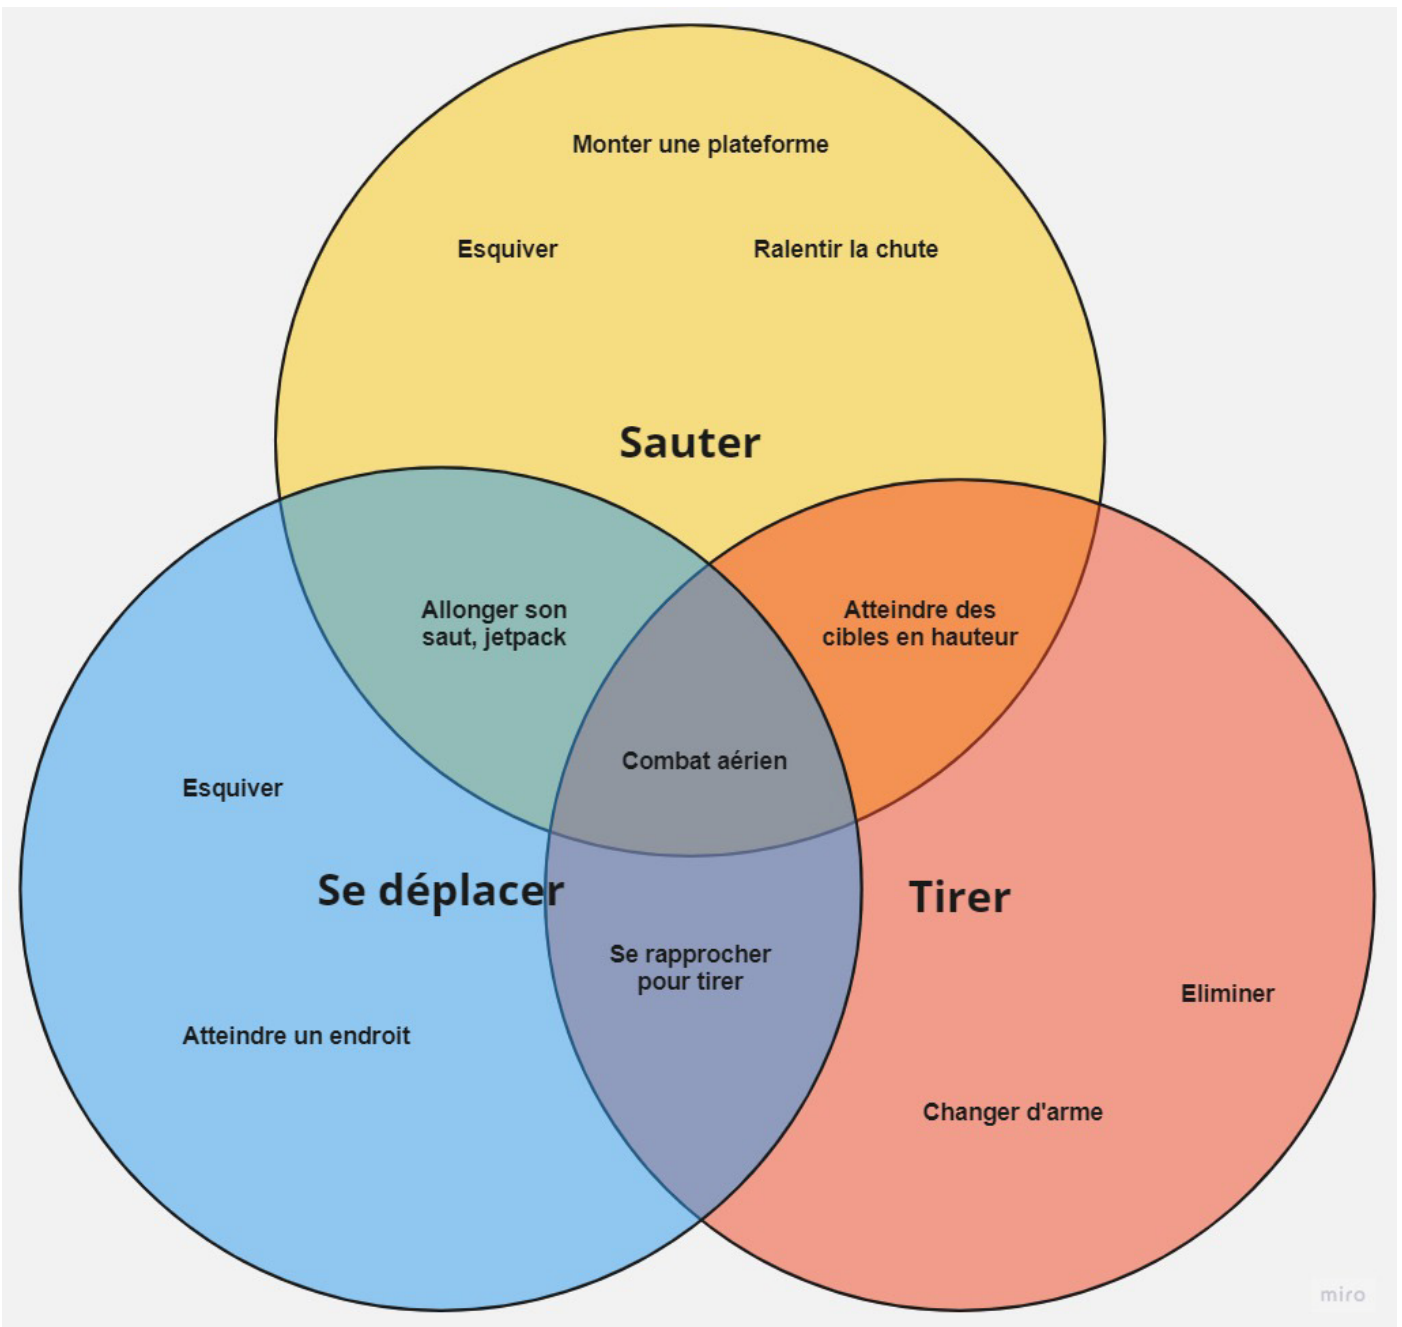 Monter une plateforme
Esquiver
Ralentir la chute
Sauter
Allonger son
saut, jetpack
Atteindre des
cibles en hauteur
Combat aérien
Esquiver
Se déplacer
Tirer
Se rapprocher
pour tirer
Eliminer
Atteindre un endroit
Changer d'arme
miro